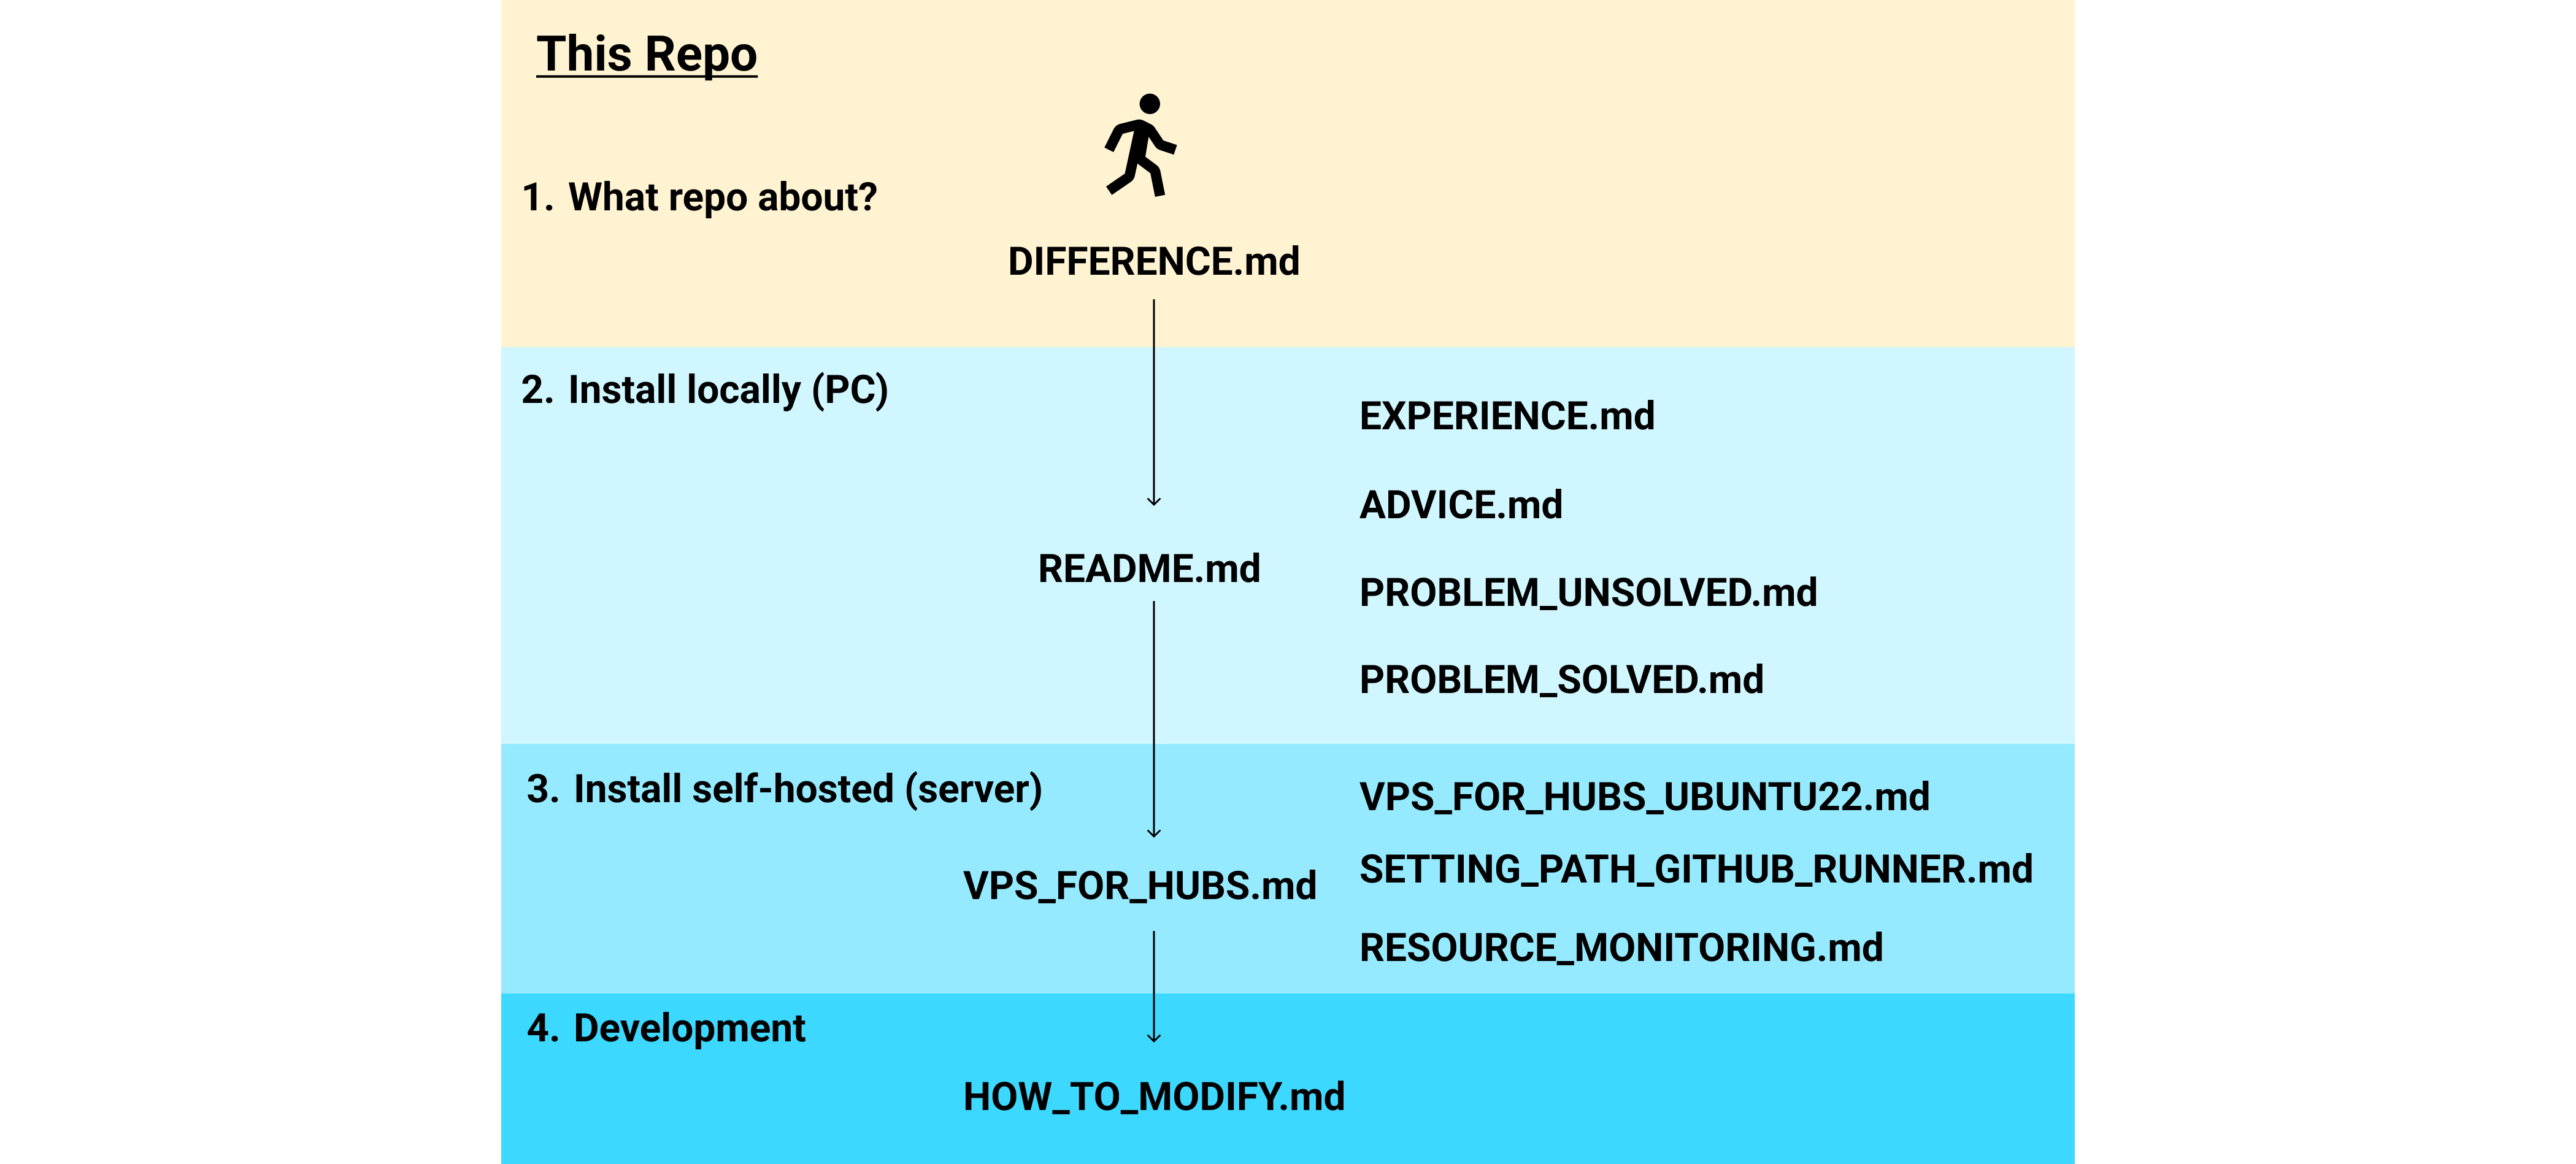 This Repo
1. What repo about?
DIFFERENCE.md
2. Install locally (PC)
EXPERIENCE.md
ADVICE.md
README.md
PROBLEM_UNSOLVED.md
PROBLEM_SOLVED.md
3. Install self-hosted (server)
VPS_FOR_HUBS_UBUNTU22.md
SETTING_PATH_GITHUB_RUNNER.md
VPS_FOR_HUBS.md
RESOURCE_MONITORING.md
4. Development
HOW_TO_MODIFY.md